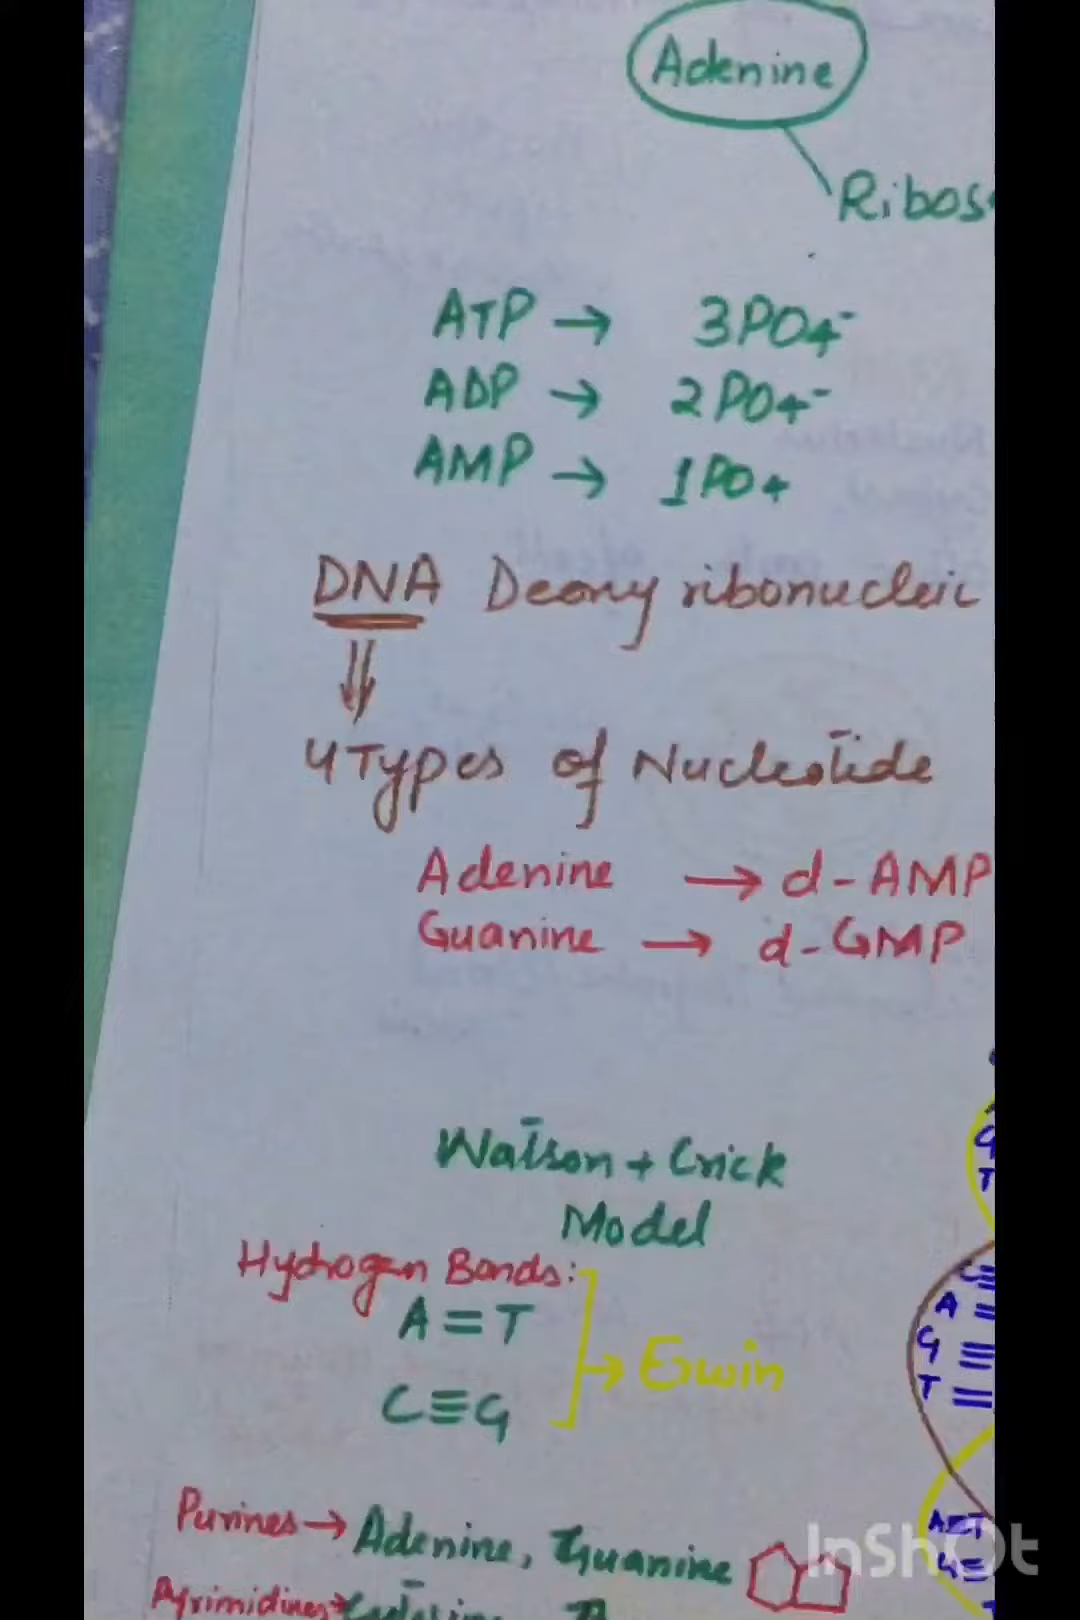 Adenine
Ribos
ATP → 3PO4-
ADP → 2PO4-
AMP → 1PO4
DNA Deoxy ribonucleic
4 Types of Nucleotide
Adenine → d-AMP
Guanine → d-GMP
Watson + Crick
Model
Hydrogen Bonds:
A = T
→ Erwin
C ≡ G
G
T
C ≡
A =
G ≡
T =
Purines → Adenine, Guanine
A=T
G≡
InShOt